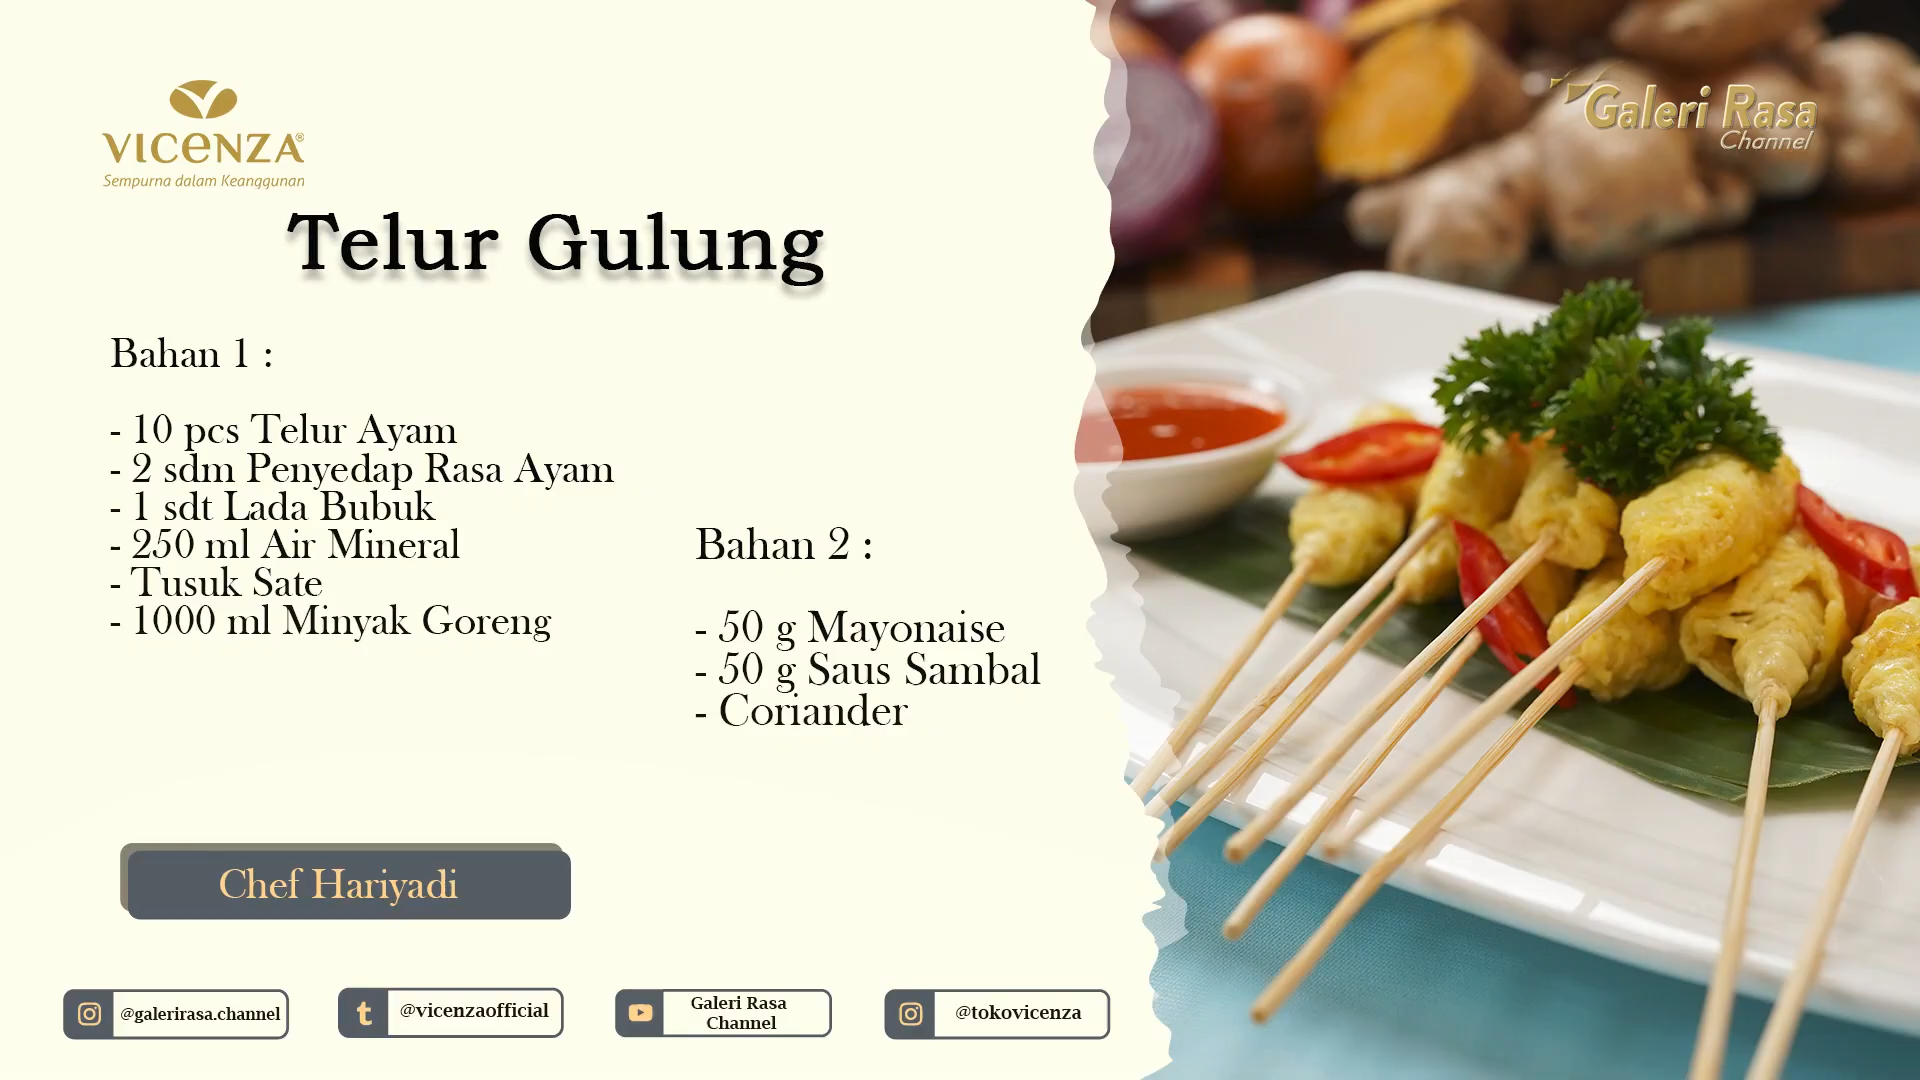 VICENZA®
Sempurna dalam Keanggunan
Galeri Rasa
Channel
Telur Gulung
Bahan 1 :
- 10 pcs Telur Ayam
- 2 sdm Penyedap Rasa Ayam
- 1 sdt Lada Bubuk
- 250 ml Air Mineral
- Tusuk Sate
- 1000 ml Minyak Goreng
Bahan 2 :
- 50 g Mayonaise
- 50 g Saus Sambal
- Coriander
Chef Hariyadi
@galerirasa.channel
@vicenzaofficial
Galeri Rasa
Channel
@tokovicenza